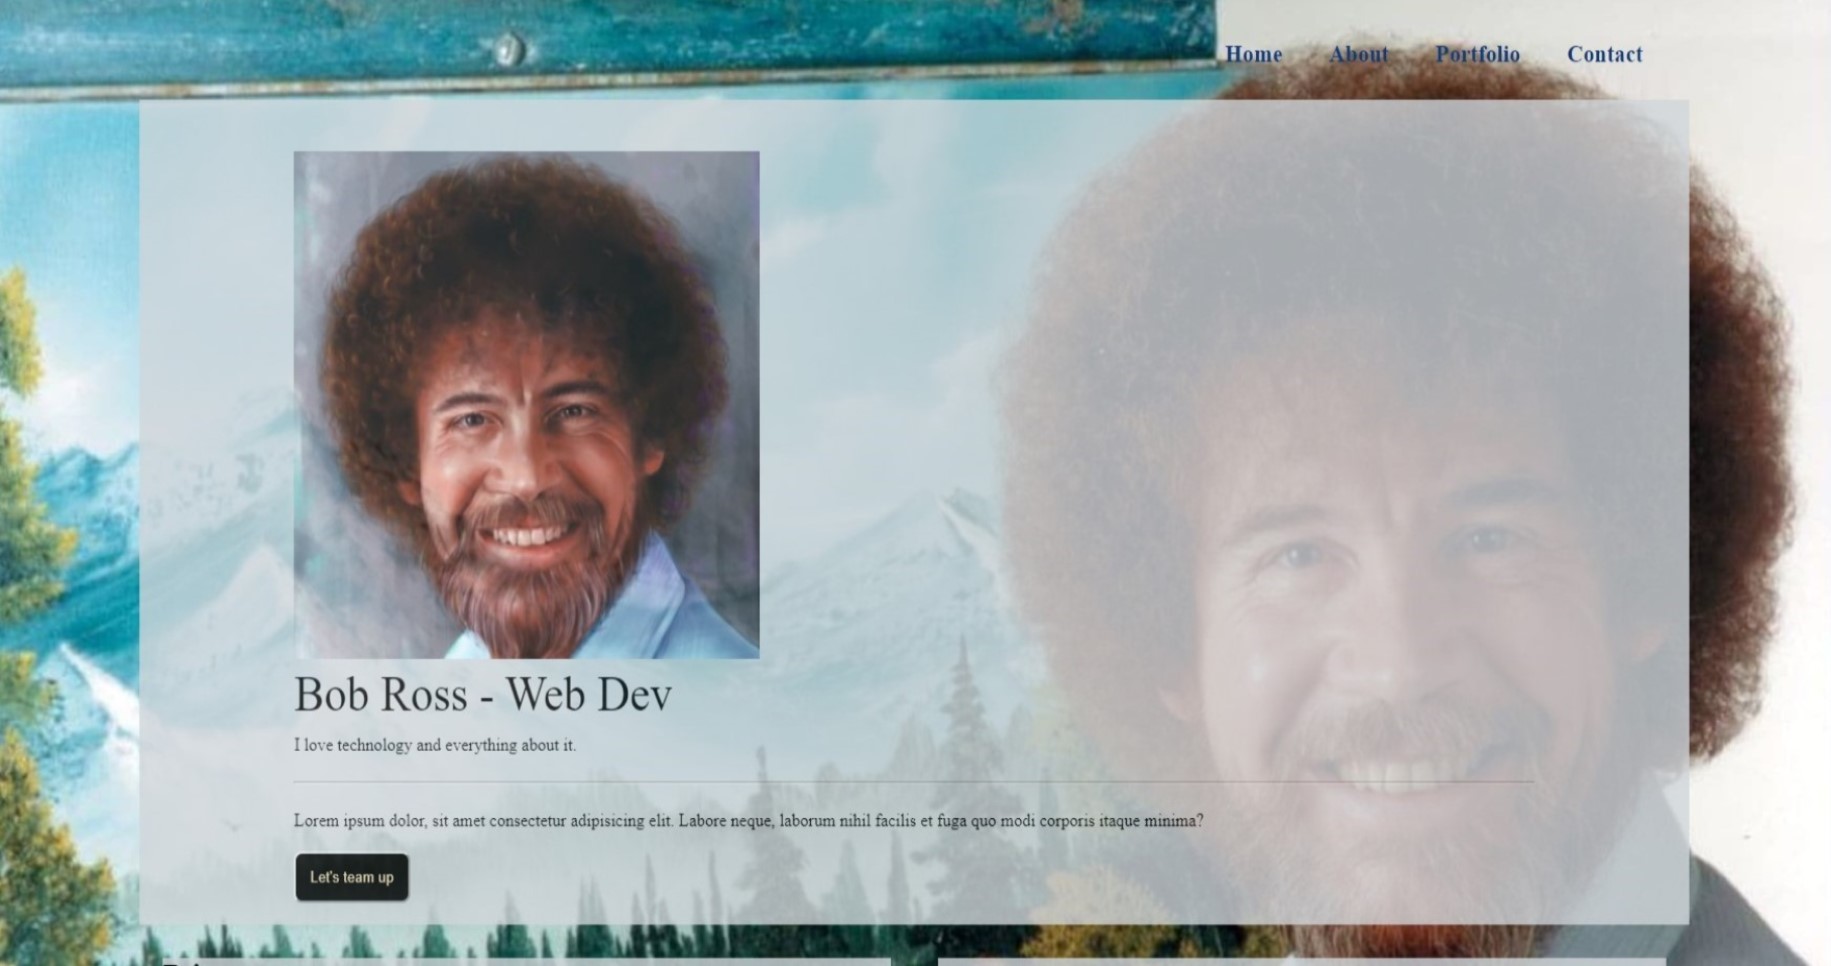 Home About Portfolio Contact
Bob Ross - Web Dev
I love technology and everything about it.
Lorem ipsum dolor, sit amet consectetur adipisicing elit. Labore neque, laborum nihil facilis et fuga quo modi corporis itaque minima?
Let's team up